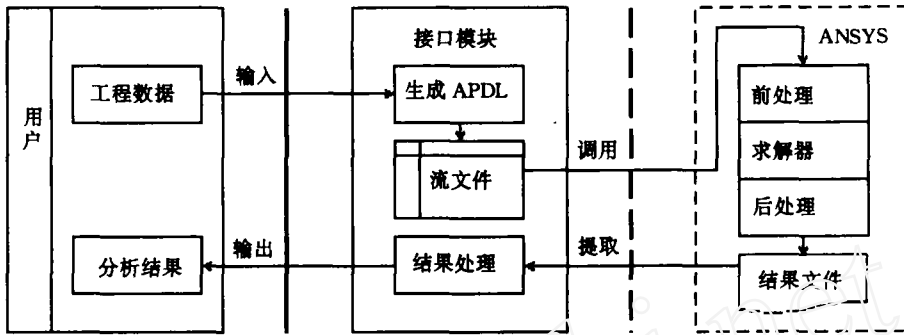 用户
工程数据
分析结果
输入
输出
接口模块
生成 APDL
流文件
结果处理
调用
提取
ANSYS
前处理
求解器
后处理
结果文件